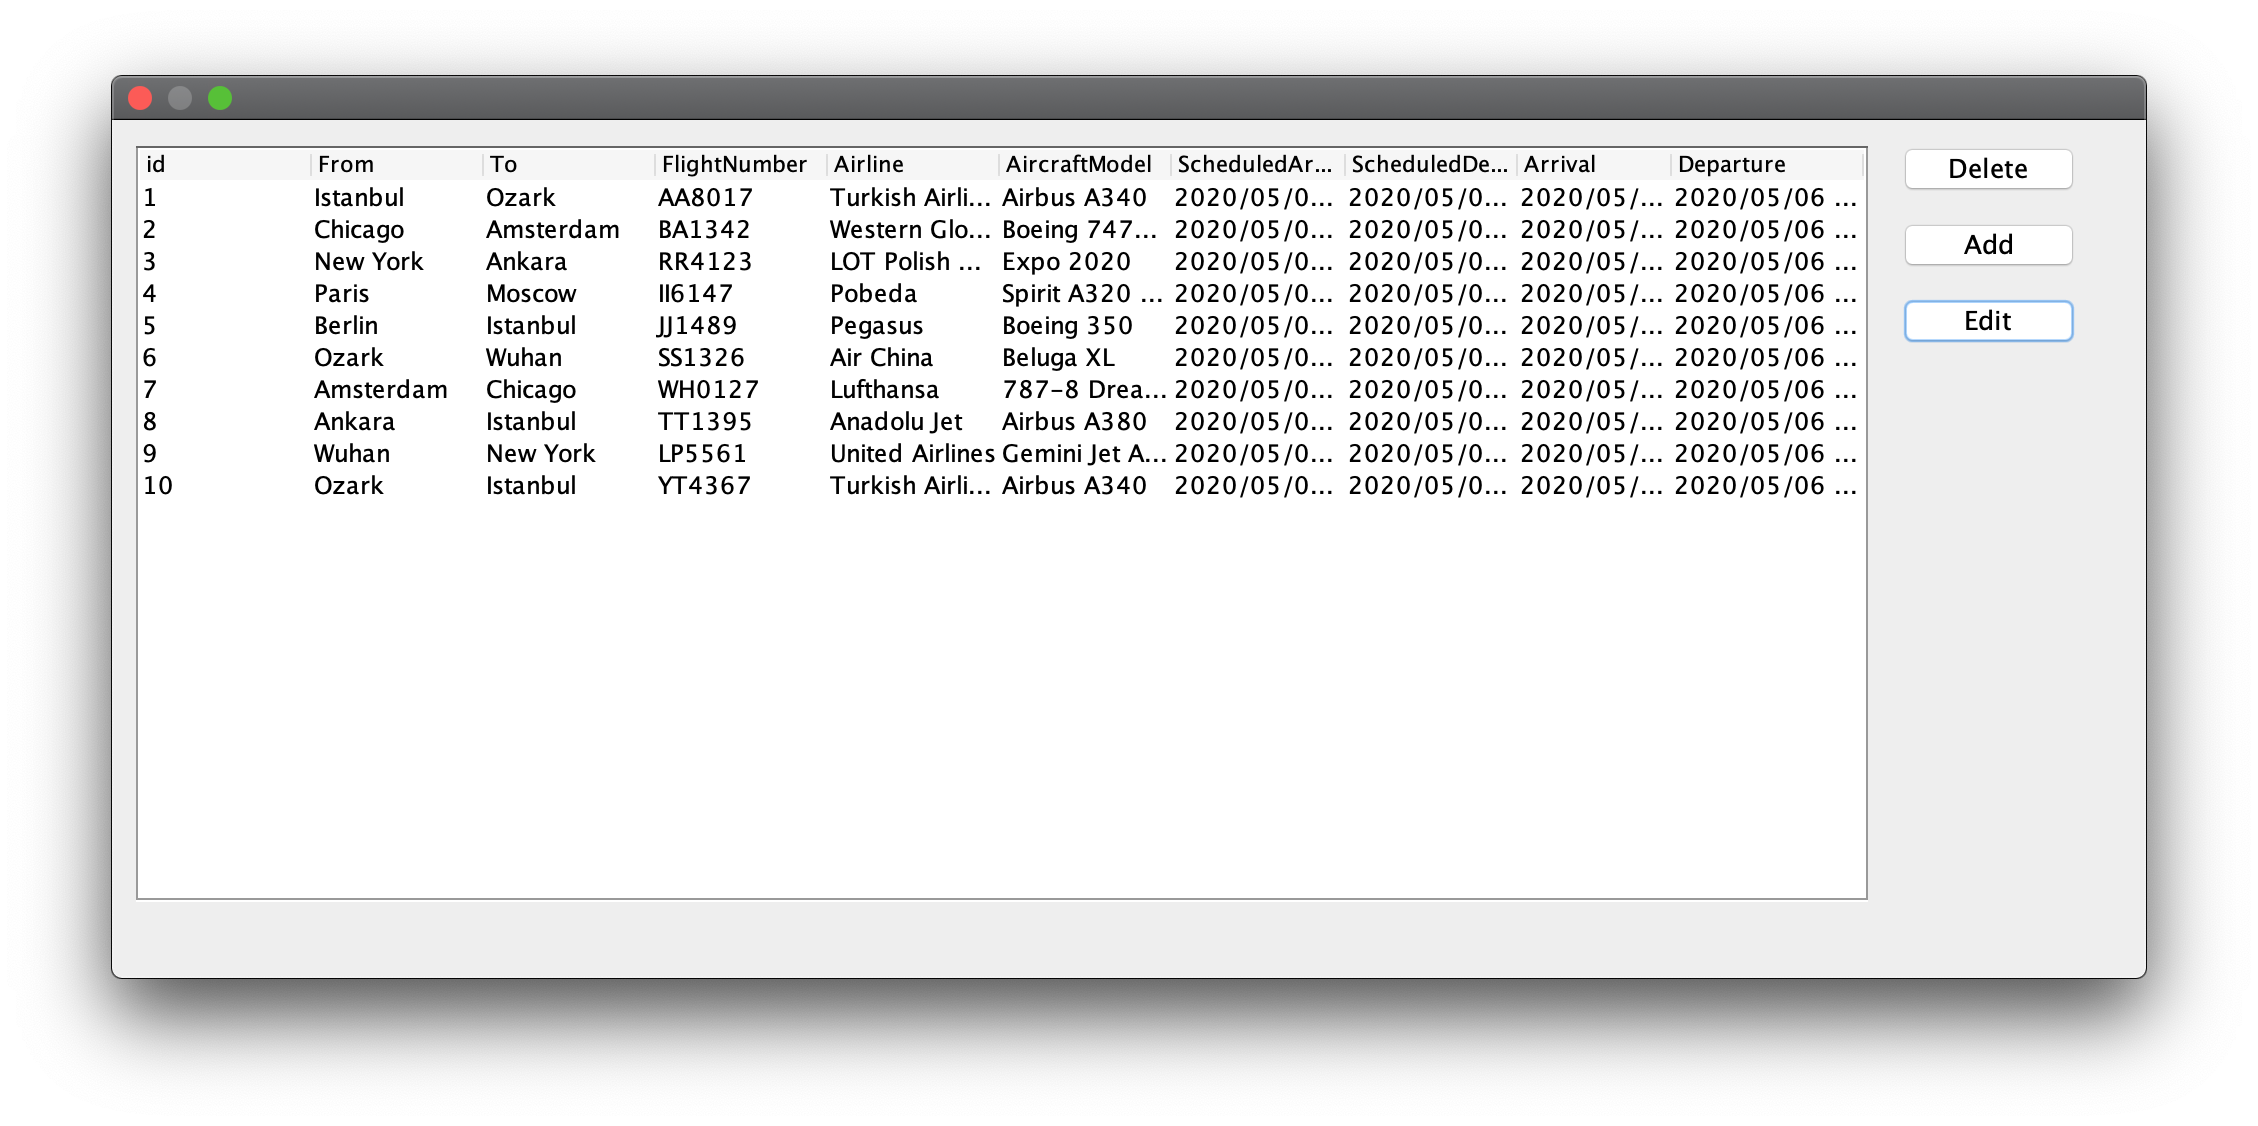 id From To FlightNumber Airline AircraftModel ScheduledAr... ScheduledDe... Arrival Departure
1 Istanbul Ozark AA8017 Turkish Airli... Airbus A340 2020/05/0... 2020/05/0... 2020/05/... 2020/05/06 ...
2 Chicago Amsterdam BA1342 Western Glo... Boeing 747... 2020/05/0... 2020/05/0... 2020/05/... 2020/05/06 ...
3 New York Ankara RR4123 LOT Polish ... Expo 2020 2020/05/0... 2020/05/0... 2020/05/... 2020/05/06 ...
4 Paris Moscow II6147 Pobeda Spirit A320 ... 2020/05/0... 2020/05/0... 2020/05/... 2020/05/06 ...
5 Berlin Istanbul JJ1489 Pegasus Boeing 350 2020/05/0... 2020/05/0... 2020/05/... 2020/05/06 ...
6 Ozark Wuhan SS1326 Air China Beluga XL 2020/05/0... 2020/05/0... 2020/05/... 2020/05/06 ...
7 Amsterdam Chicago WH0127 Lufthansa 787-8 Drea... 2020/05/0... 2020/05/0... 2020/05/... 2020/05/06 ...
8 Ankara Istanbul TT1395 Anadolu Jet Airbus A380 2020/05/0... 2020/05/0... 2020/05/... 2020/05/06 ...
9 Wuhan New York LP5561 United Airlines Gemini Jet A... 2020/05/0... 2020/05/0... 2020/05/... 2020/05/06 ...
10 Ozark Istanbul YT4367 Turkish Airli... Airbus A340 2020/05/0... 2020/05/0... 2020/05/... 2020/05/06 ...
Delete
Add
Edit